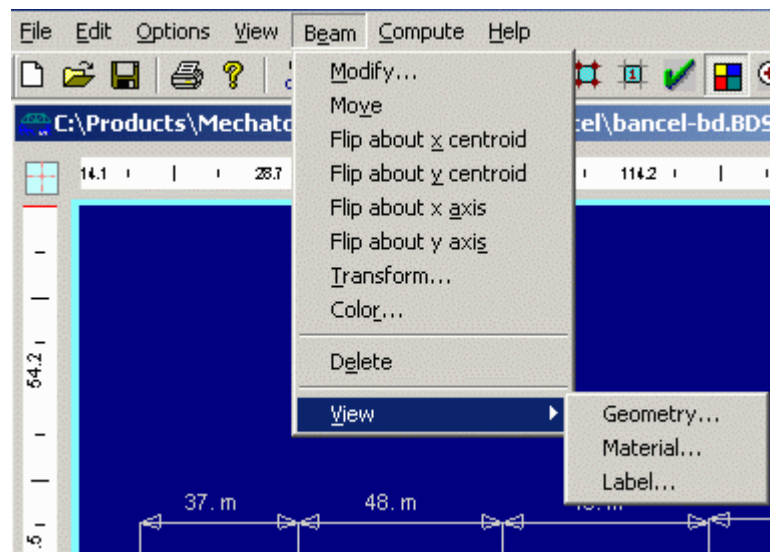 File Edit Options View Beam Compute Help
Modify...
Move
Flip about x centroid
Flip about y centroid
Flip about x axis
Flip about y axis
Transform...
Color...
Delete
View
Geometry...
Material...
Label...
C:\Products\Mechat cel\bancel-bd.BDS
14.1 28.7 114.2
54.2
.5
37. m 48. m